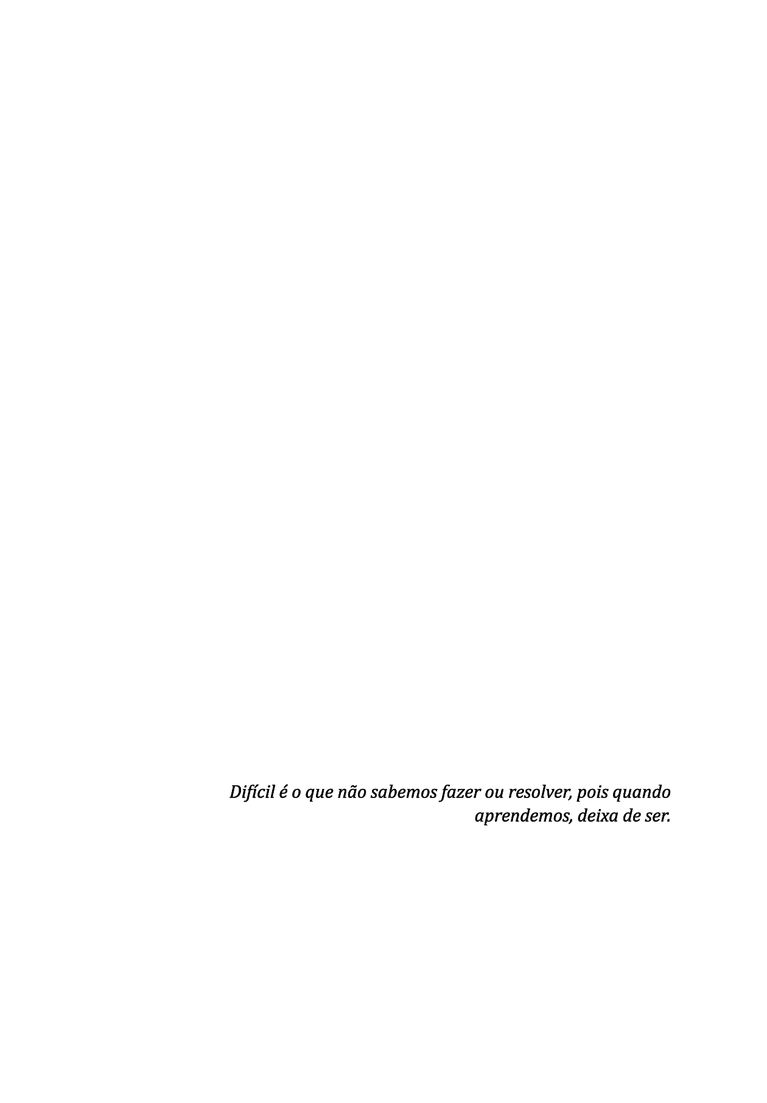 Difícil é o que não sabemos fazer ou resolver, pois quando
aprendemos, deixa de ser.